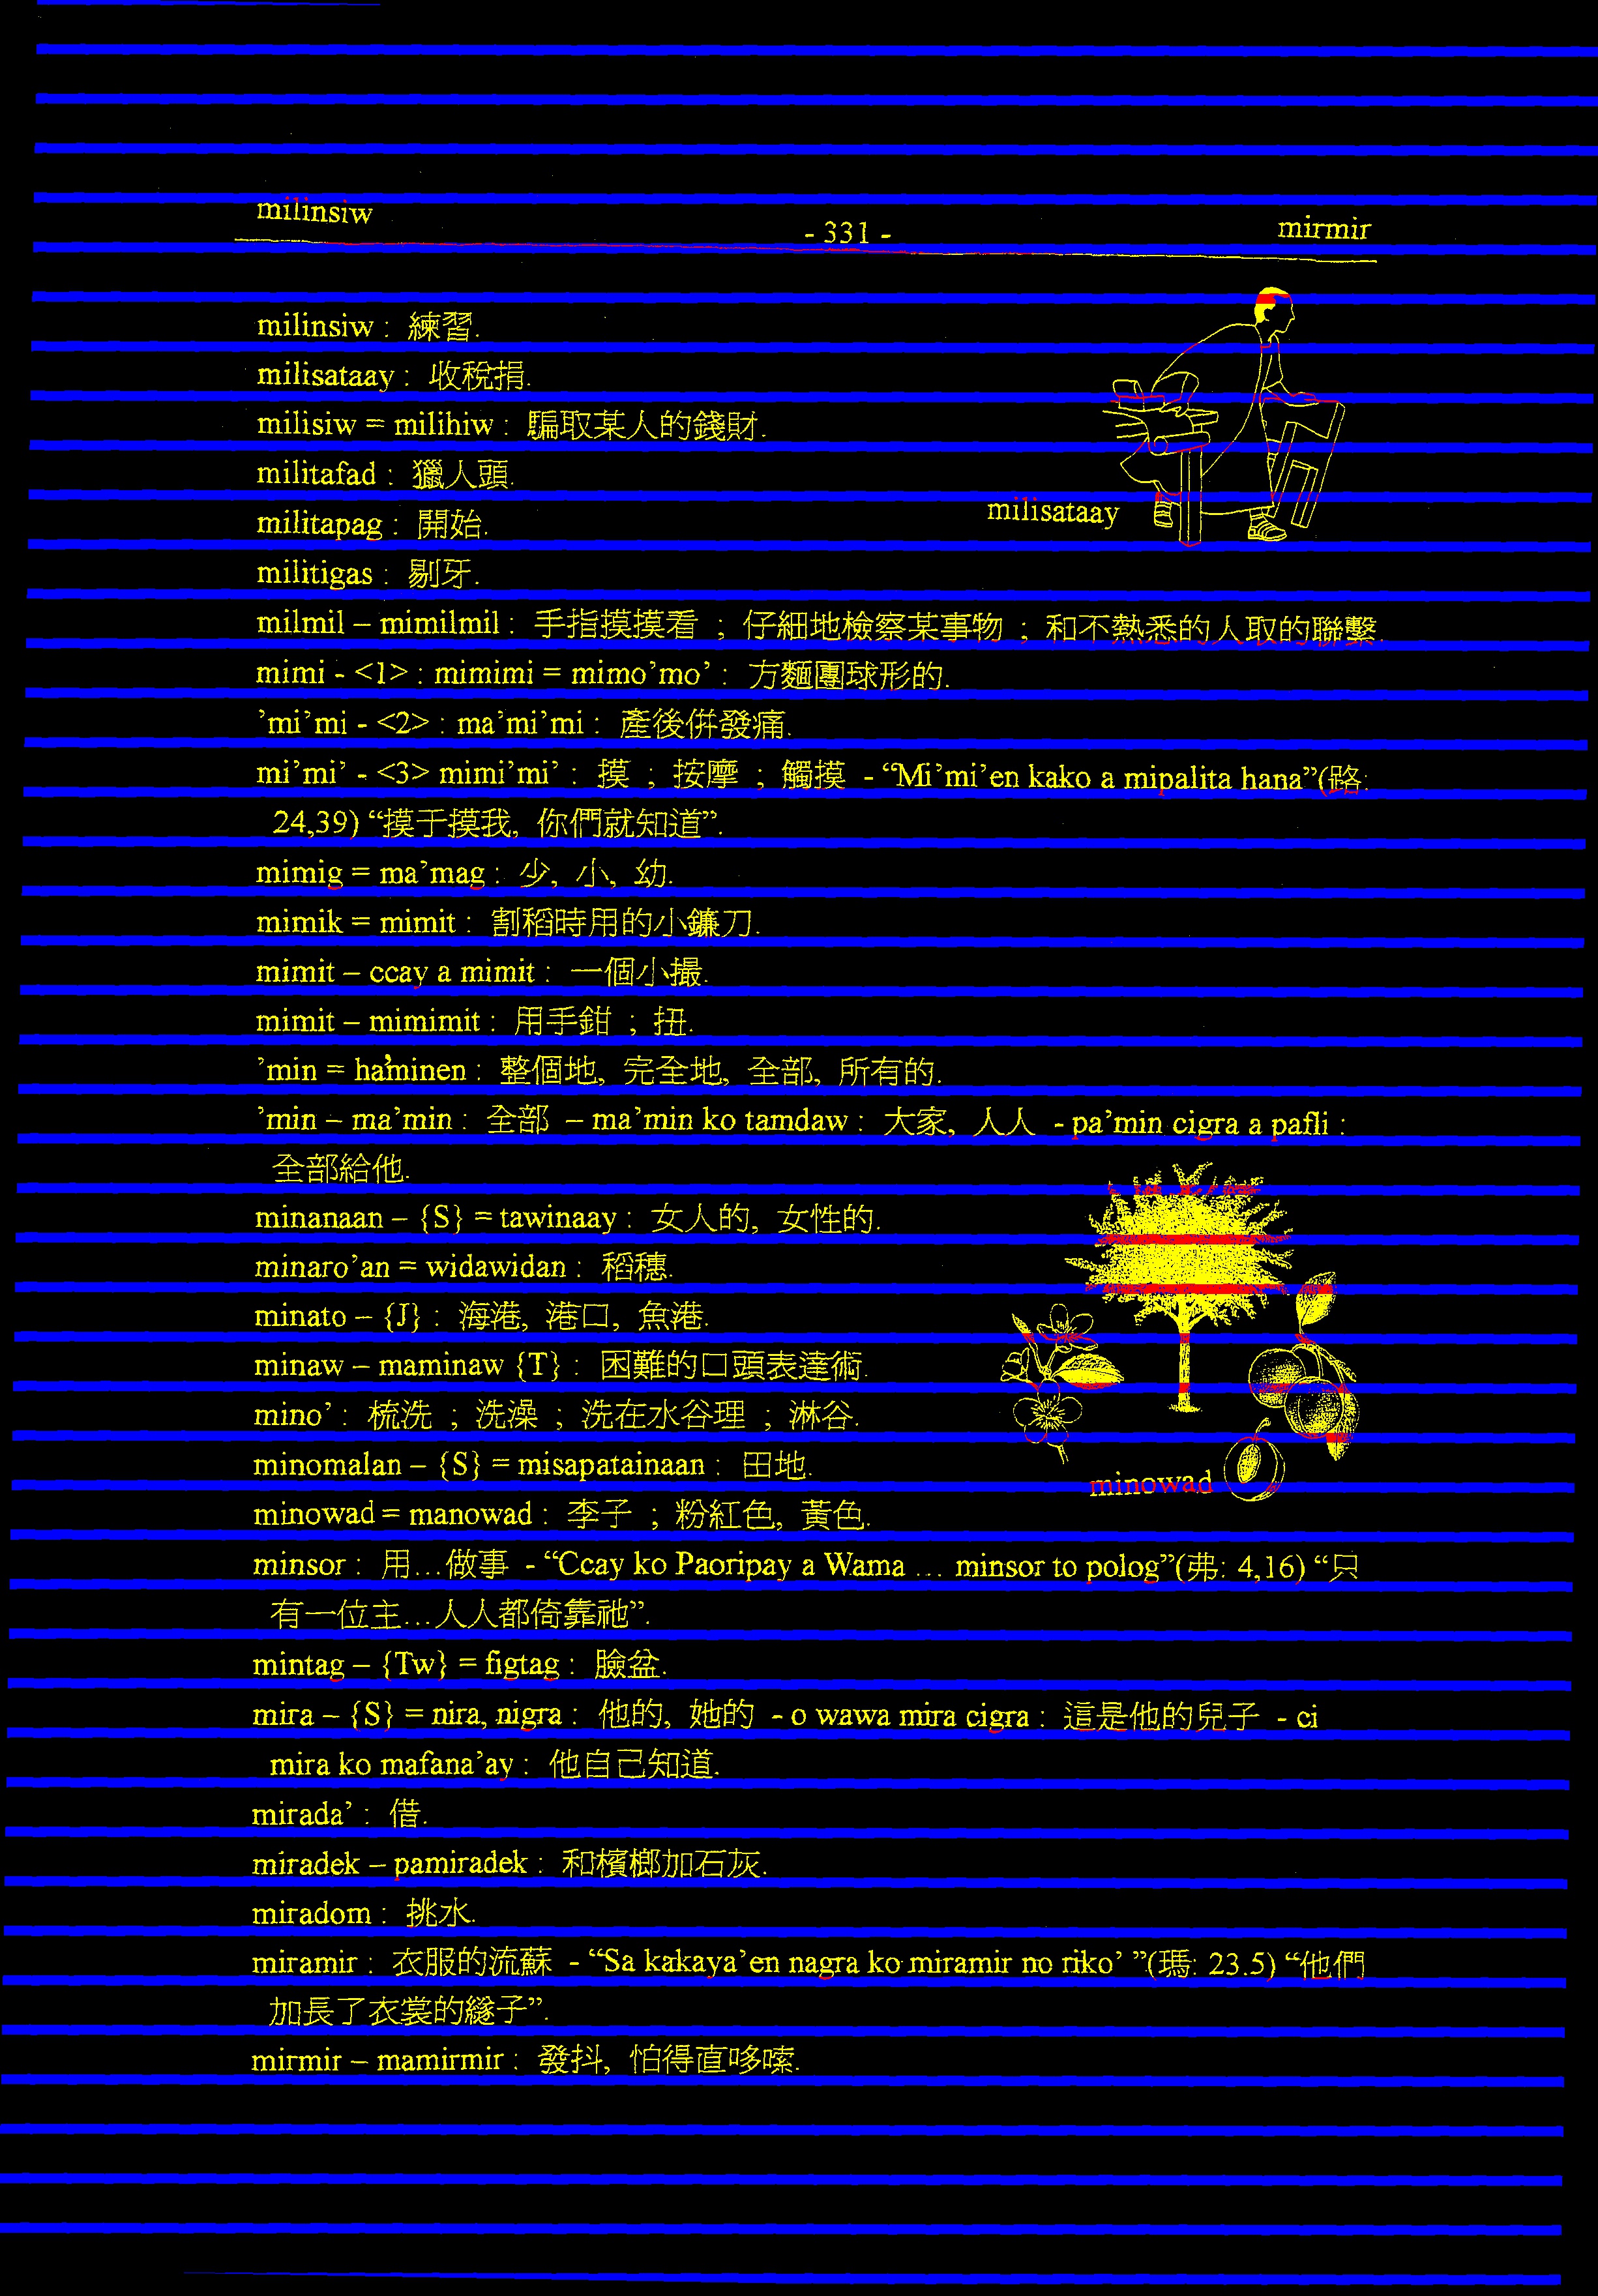 milinsiw - 331 - mirmir
milinsiw : 練習.
milisataay : 收稅捐.
milisiw = milihiw : 騙取某人的錢財.
militafad : 獵人頭.
militapag : 開始.
milisataay
militigas : 剔牙.
milmil – mimilmil : 手指摸摸看 ; 仔細地檢察某事物 ; 和不熟悉的人取的聯繫.
mimi - <1> : mimimi = mimo’mo’ : 方麵團球形的.
’mi’mi - <2> : ma’mi’mi : 產後併發痛.
mi’mi’ - <3> mimi’mi’ : 摸 ; 按摩 ; 觸摸 - “Mi’mi’en kako a mipalita hana”(路:
24,39) “摸于摸我, 你們就知道”.
mimig = ma’mag : 少, 小, 幼.
mimik = mimit : 割稻時用的小鐮刀.
mimit – ccay a mimit : 一個小撮.
mimit – mimimit : 用手鉗 ; 扭.
’min = ha’minen : 整個地, 完全地, 全部, 所有的.
’min – ma’min : 全部 – ma’min ko tamdaw : 大家, 人人 - pa’min cigra a pafli :
全部給他.
minanaan – {S} = tawinaay : 女人的, 女性的.
minaro’an = widawidan : 稻穗.
minato – {J} : 海港, 港口, 魚港.
minaw – maminaw {T} : 困難的口頭表達術.
mino’ : 梳洗 ; 洗澡 ; 洗在水谷理 ; 淋谷.
minomalan – {S} = misapatainaan : 田地.
minowad
minowad = manowad : 李子 ; 粉紅色, 黃色.
minsor : 用…做事 - “Ccay ko Paoripay a Wama … minsor to polog”(弗: 4,16) “只
有一位主…人人都倚靠祂”.
mintag – {Tw} = figtag : 臉盆.
mira – {S} = nira, nigra : 他的, 她的 - o wawa mira cigra : 這是他的兒子 - ci
mira ko mafana’ay : 他自己知道.
mirada’ : 借.
miradek – pamiradek : 和檳榔加石灰.
miradom : 挑水.
miramir : 衣服的流蘇 - “Sa kakaya’en nagra ko miramir no riko’ ”(瑪: 23.5) “他們
加長了衣裳的繸子”.
mirmir – mamirmir : 發抖, 怕得直哆嗦.